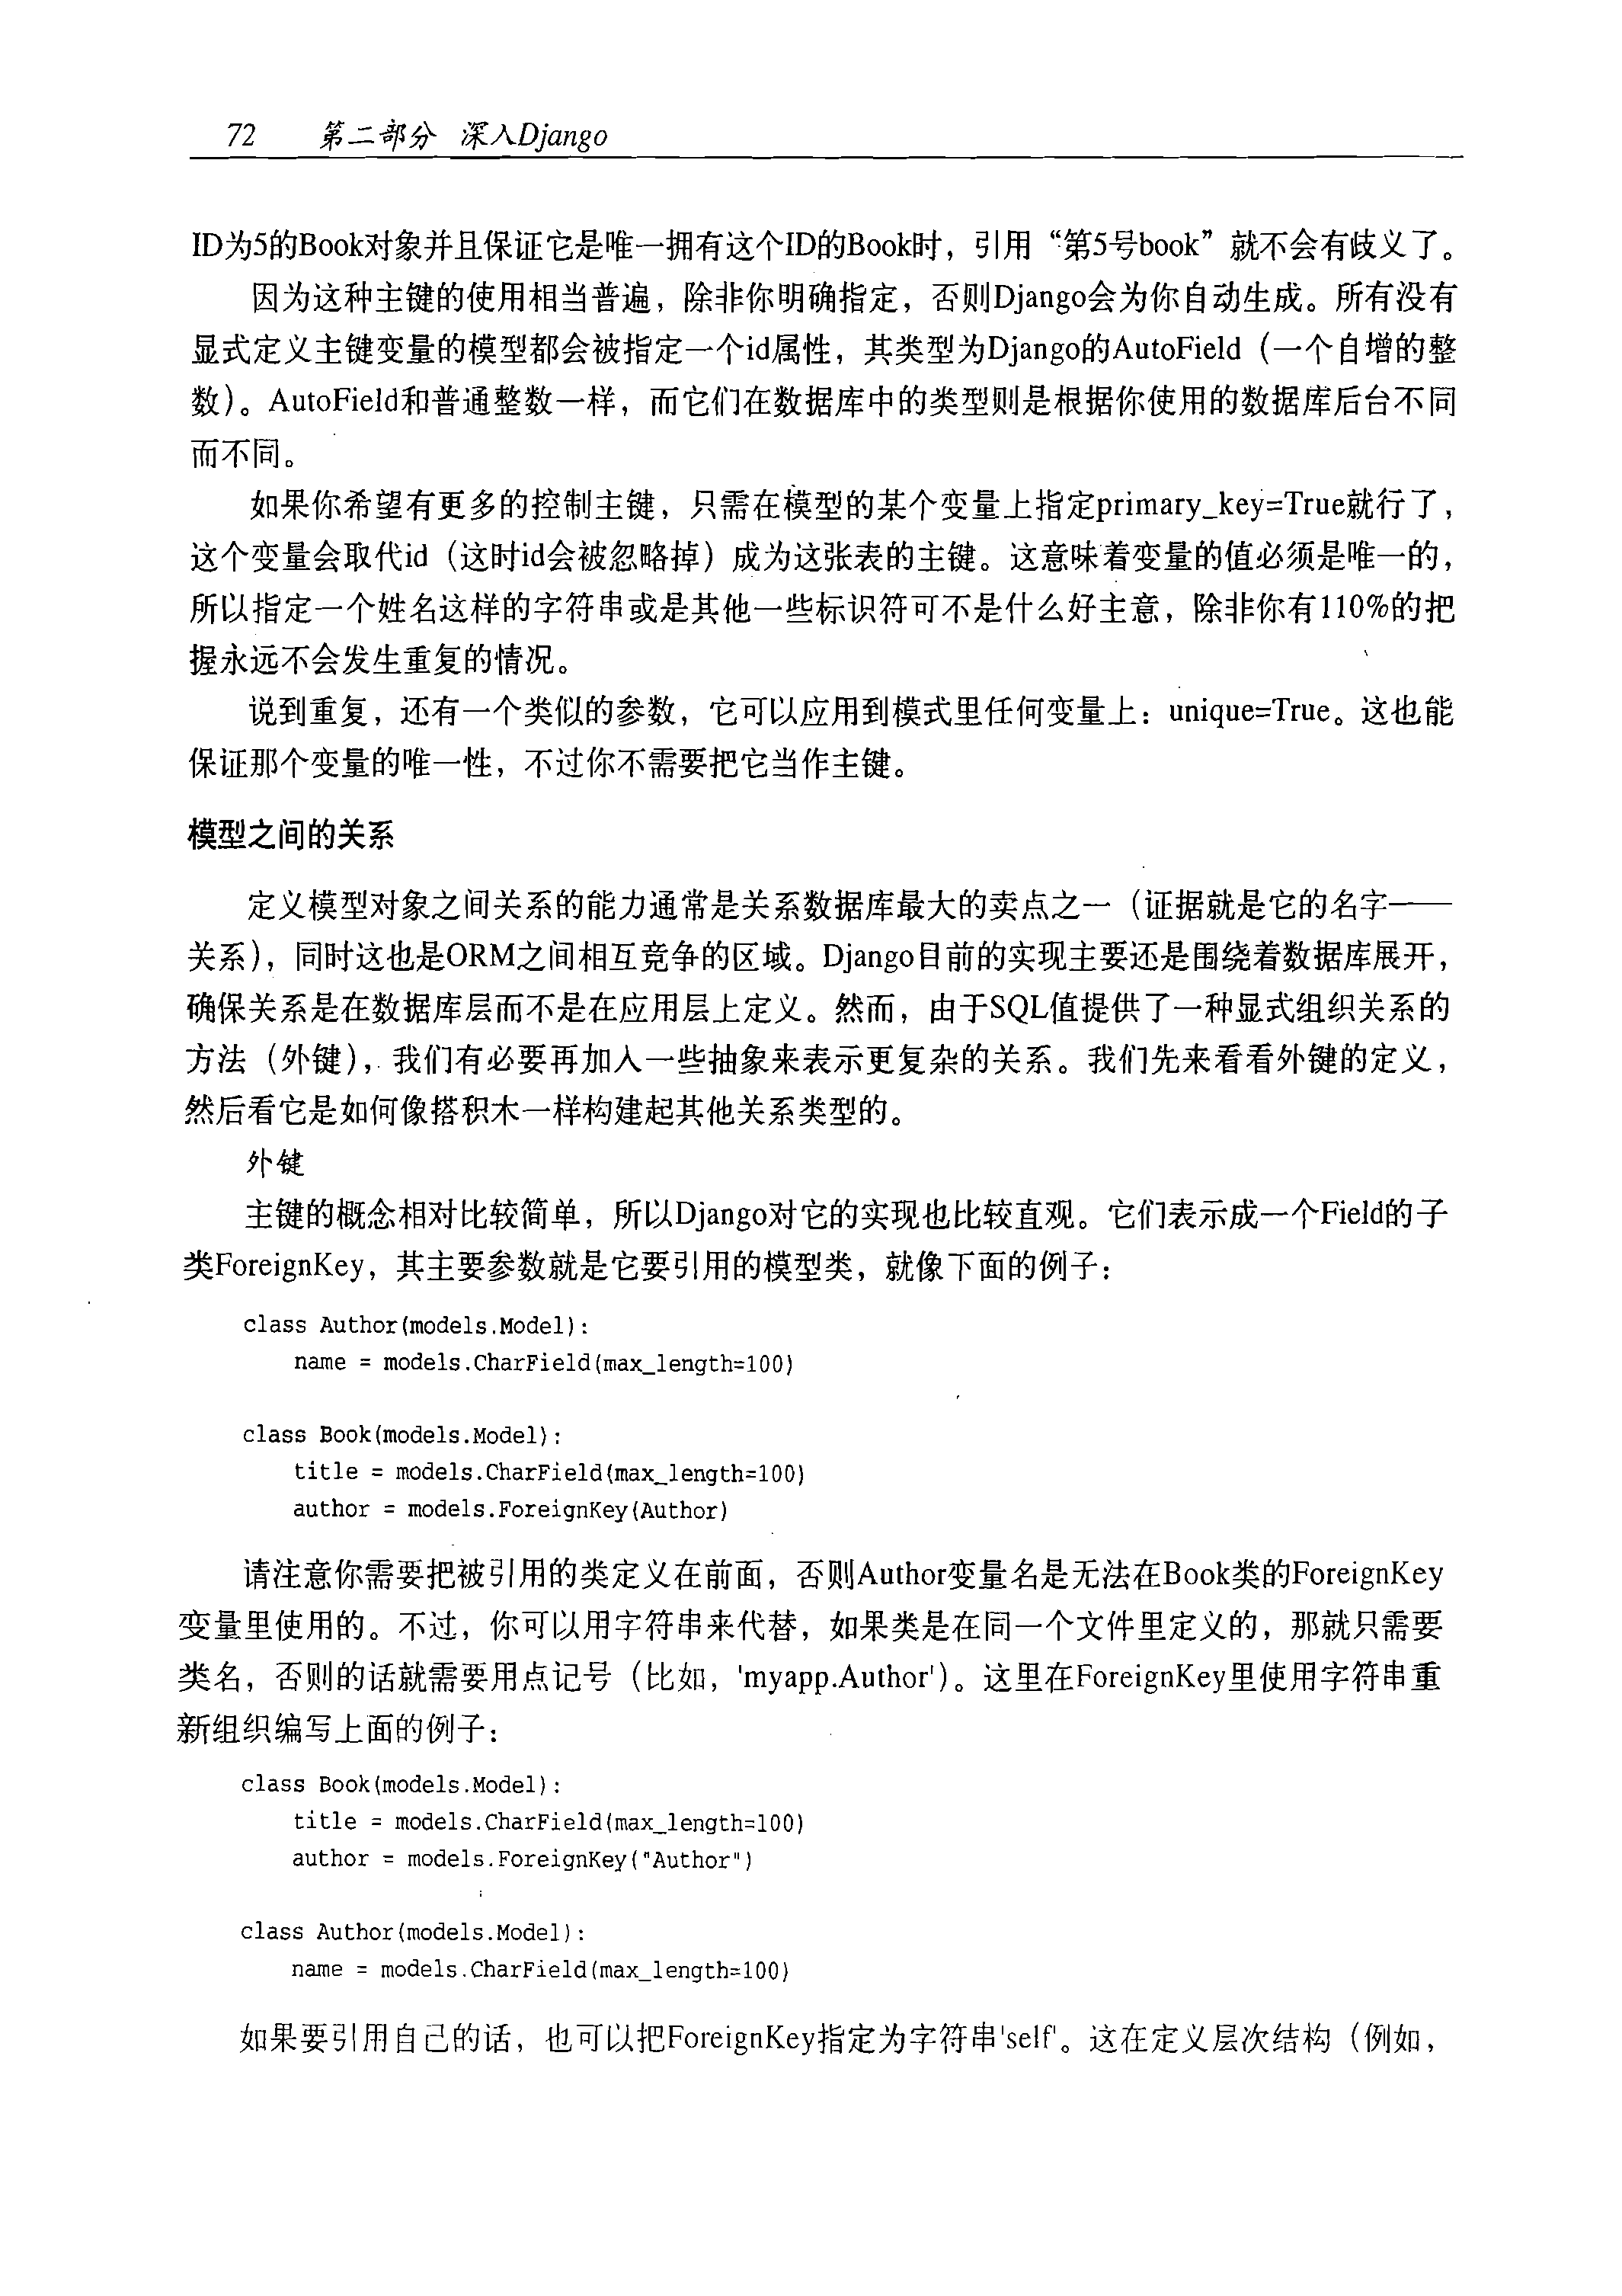 72 第二部分 深入Django
ID为5的Book对象并且保证它是唯一拥有这个ID的Book时，引用“第5号book”就不会有歧义了。
因为这种主键的使用相当普遍，除非你明确指定，否则Django会为你自动生成。所有没有
显式定义主键变量的模型都会被指定一个id属性，其类型为Django的AutoField（一个自增的整
数）。AutoField和普通整数一样，而它们在数据库中的类型则是根据你使用的数据库后台不同
而不同。
如果你希望有更多的控制主键，只需在模型的某个变量上指定primary_key=True就行了，
这个变量会取代id（这时id会被忽略掉）成为这张表的主键。这意味着变量的值必须是唯一的，
所以指定一个姓名这样的字符串或是其他一些标识符可不是什么好主意，除非你有110%的把
握永远不会发生重复的情况。
说到重复，还有一个类似的参数，它可以应用到模式里任何变量上：unique=True。这也能
保证那个变量的唯一性，不过你不需要把它当作主键。
模型之间的关系
定义模型对象之间关系的能力通常是关系数据库最大的卖点之一（证据就是它的名字——
关系），同时这也是ORM之间相互竞争的区域。Django目前的实现主要还是围绕着数据库展开，
确保关系是在数据库层而不是在应用层上定义。然而，由于SQL值提供了一种显式组织关系的
方法（外键），我们有必要再加入一些抽象来表示更复杂的关系。我们先来看看外键的定义，
然后看它是如何像搭积木一样构建起其他关系类型的。
外键
主键的概念相对比较简单，所以Django对它的实现也比较直观。它们表示成一个Field的子
类ForeignKey，其主要参数就是它要引用的模型类，就像下面的例子：
class Author(models.Model):
    name = models.CharField(max_length=100)
class Book(models.Model):
    title = models.CharField(max_length=100)
    author = models.ForeignKey(Author)
请注意你需要把被引用的类定义在前面，否则Author变量名是无法在Book类的ForeignKey
变量里使用的。不过，你可以用字符串来代替，如果类是在同一个文件里定义的，那就只需要
类名，否则的话就需要用点记号（比如，'myapp.Author'）。这里在ForeignKey里使用字符串重
新组织编写上面的例子：
class Book(models.Model):
    title = models.CharField(max_length=100)
    author = models.ForeignKey("Author")
class Author(models.Model):
    name = models.CharField(max_length=100)
如果要引用自己的话，也可以把ForeignKey指定为字符串'self'。这在定义层次结构（例如，